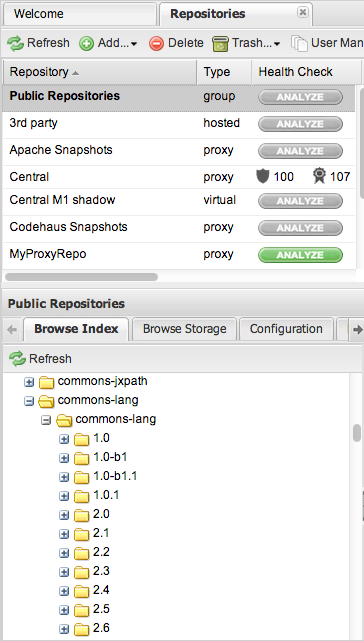 Welcome Repositories
Refresh Add... Delete Trash... User Man
Repository Type Health Check
Public Repositories group ANALYZE
3rd party hosted ANALYZE
Apache Snapshots proxy ANALYZE
Central proxy 100 107
Central M1 shadow virtual ANALYZE
Codehaus Snapshots proxy ANALYZE
MyProxyRepo proxy ANALYZE
Public Repositories
Browse Index Browse Storage Configuration
Refresh
commons-jxpath
commons-lang
commons-lang
1.0
1.0-b1
1.0-b1.1
1.0.1
2.0
2.1
2.2
2.3
2.4
2.5
2.6